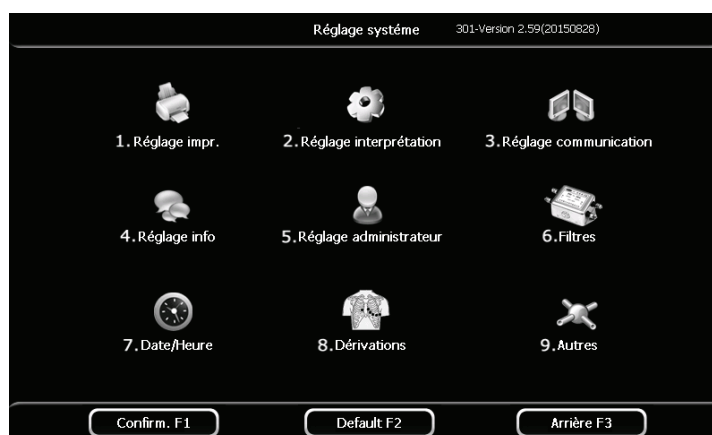 Réglage systéme 301-Version 2.59(20150828)
1.Réglage impr. 2.Réglage interprétation 3.Réglage communication
4.Réglage info 5.Réglage administrateur 6.Filtres
7.Date/Heure 8.Dérivations 9.Autres
Confirm. F1 Default F2 Arrière F3